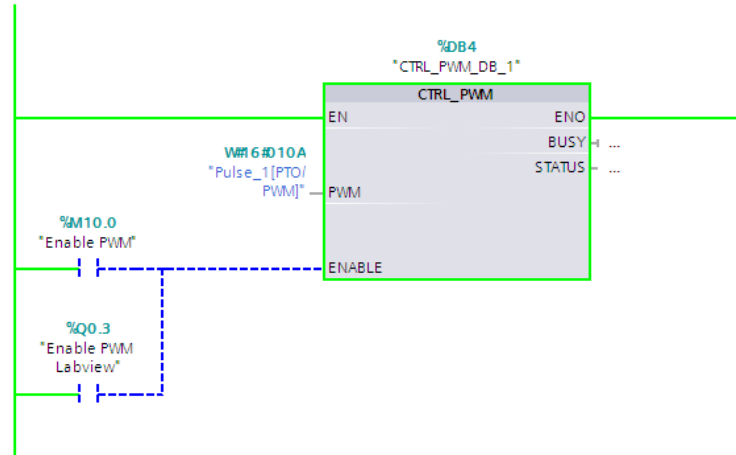 %DB4
"CTRL_PWM_DB_1"
CTRL_PWM
EN
ENO
BUSY
...
STATUS
...
W#16#010A
"Pulse_1[PTO/
PWM]"
PWM
%M10.0
"Enable PWM"
ENABLE
%Q0.3
"Enable PWM
Labview"